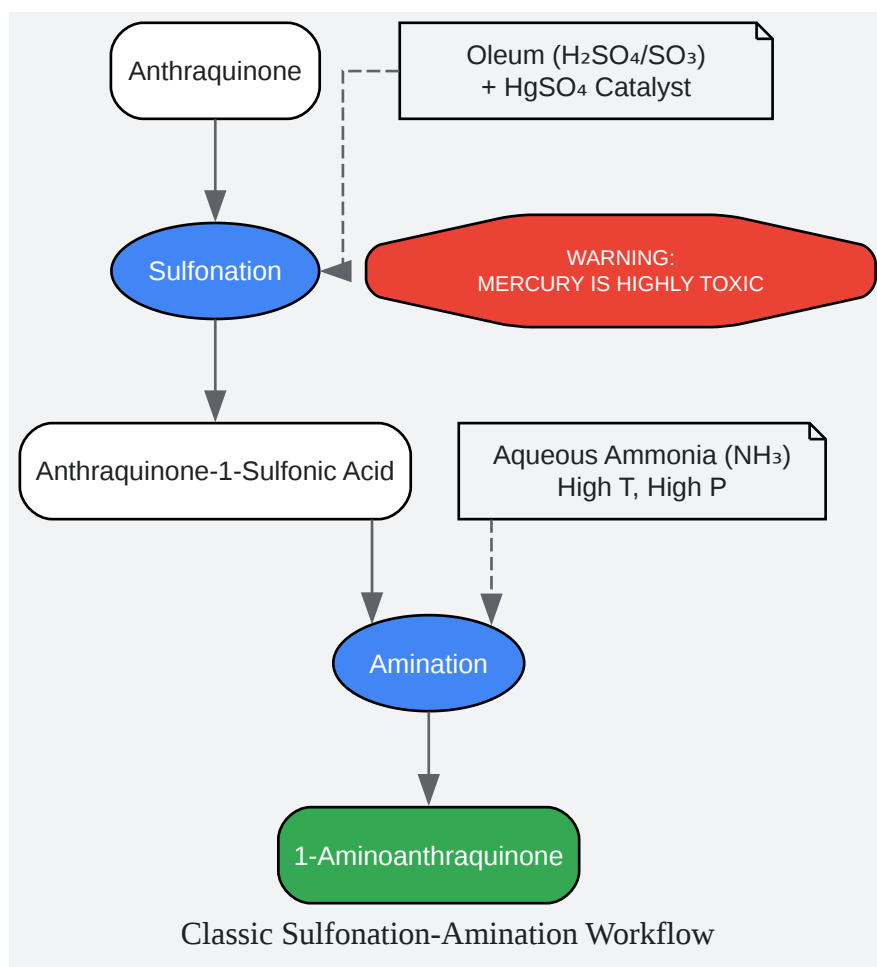 Anthraquinone
Oleum (H₂SO₄/SO₃)
+ HgSO₄ Catalyst
Sulfonation
WARNING:
MERCURY IS HIGHLY TOXIC
Anthraquinone-1-Sulfonic Acid
Aqueous Ammonia (NH₃)
High T, High P
Amination
1-Aminoanthraquinone
Classic Sulfonation-Amination Workflow